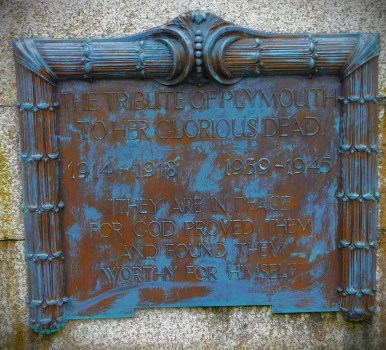 THE TRIBUTE OF PLYMOUTH
TO HER GLORIOUS DEAD
1914-1918 1939-1945
THEY ARE IN PEACE
FOR GOD PROVED THEM
AND FOUND THEM
WORTHY FOR HIMSELF